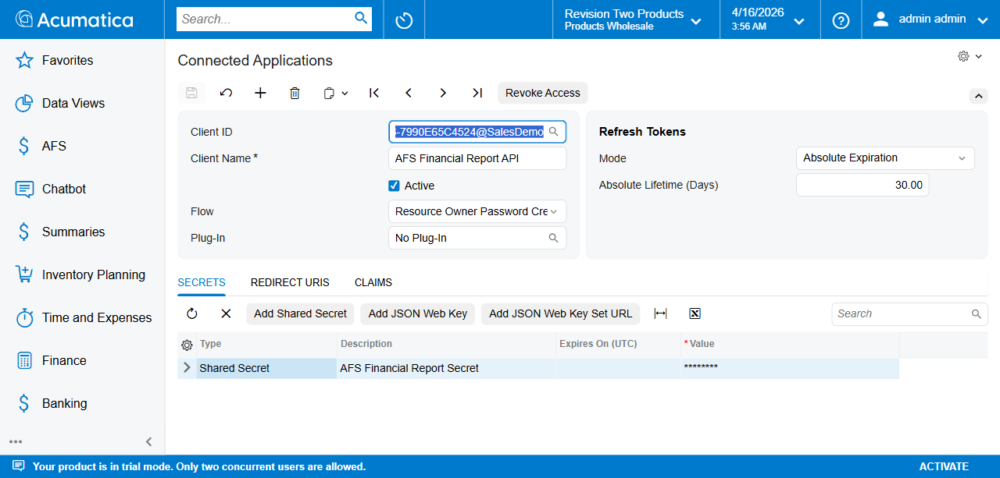 Acumatica
Search...
Revision Two Products
Products Wholesale
4/16/2026
3:56 AM
admin admin
Favorites
Data Views
AFS
Chatbot
Summaries
Inventory Planning
Time and Expenses
Finance
Banking
Connected Applications
Revoke Access
Client ID
-7990E65C4524@SalesDemo
Client Name *
AFS Financial Report API
Active
Flow
Resource Owner Password Cre
Plug-In
No Plug-In
Refresh Tokens
Mode
Absolute Expiration
Absolute Lifetime (Days)
30.00
SECRETS REDIRECT URIS CLAIMS
Add Shared Secret Add JSON Web Key Add JSON Web Key Set URL
Search
Type Description Expires On (UTC) * Value
Shared Secret AFS Financial Report Secret ********
Your product is in trial mode. Only two concurrent users are allowed.
ACTIVATE